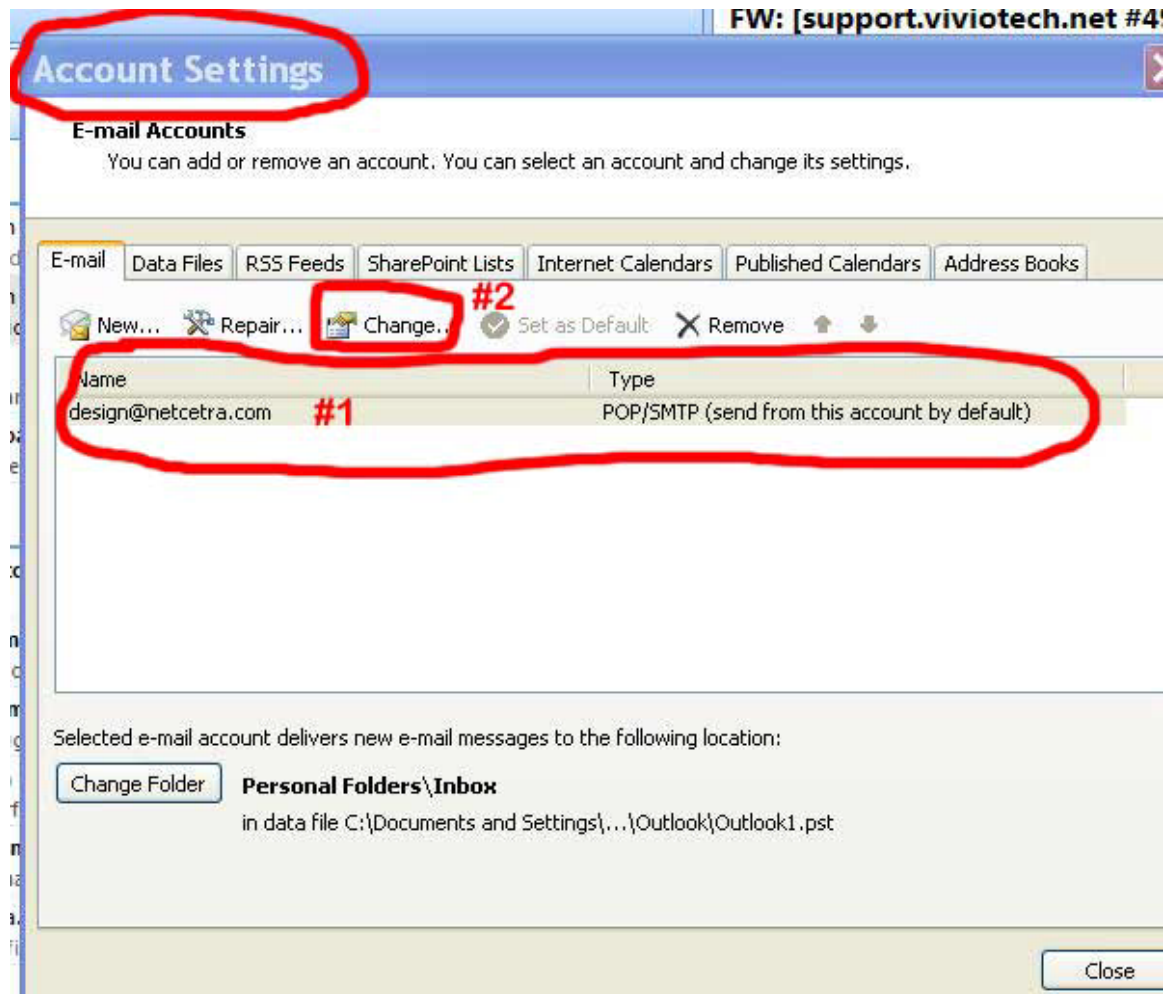 FW: [support.viviotech.net #4
Account Settings
E-mail Accounts
You can add or remove an account. You can select an account and change its settings.
E-mail Data Files RSS Feeds SharePoint Lists Internet Calendars Published Calendars Address Books
#2
New... Repair... Change... Set as Default Remove
Name Type
design@netcetra.com #1 POP/SMTP (send from this account by default)
Selected e-mail account delivers new e-mail messages to the following location:
Change Folder Personal Folders\Inbox
in data file C:\Documents and Settings\...\Outlook\Outlook1.pst
Close